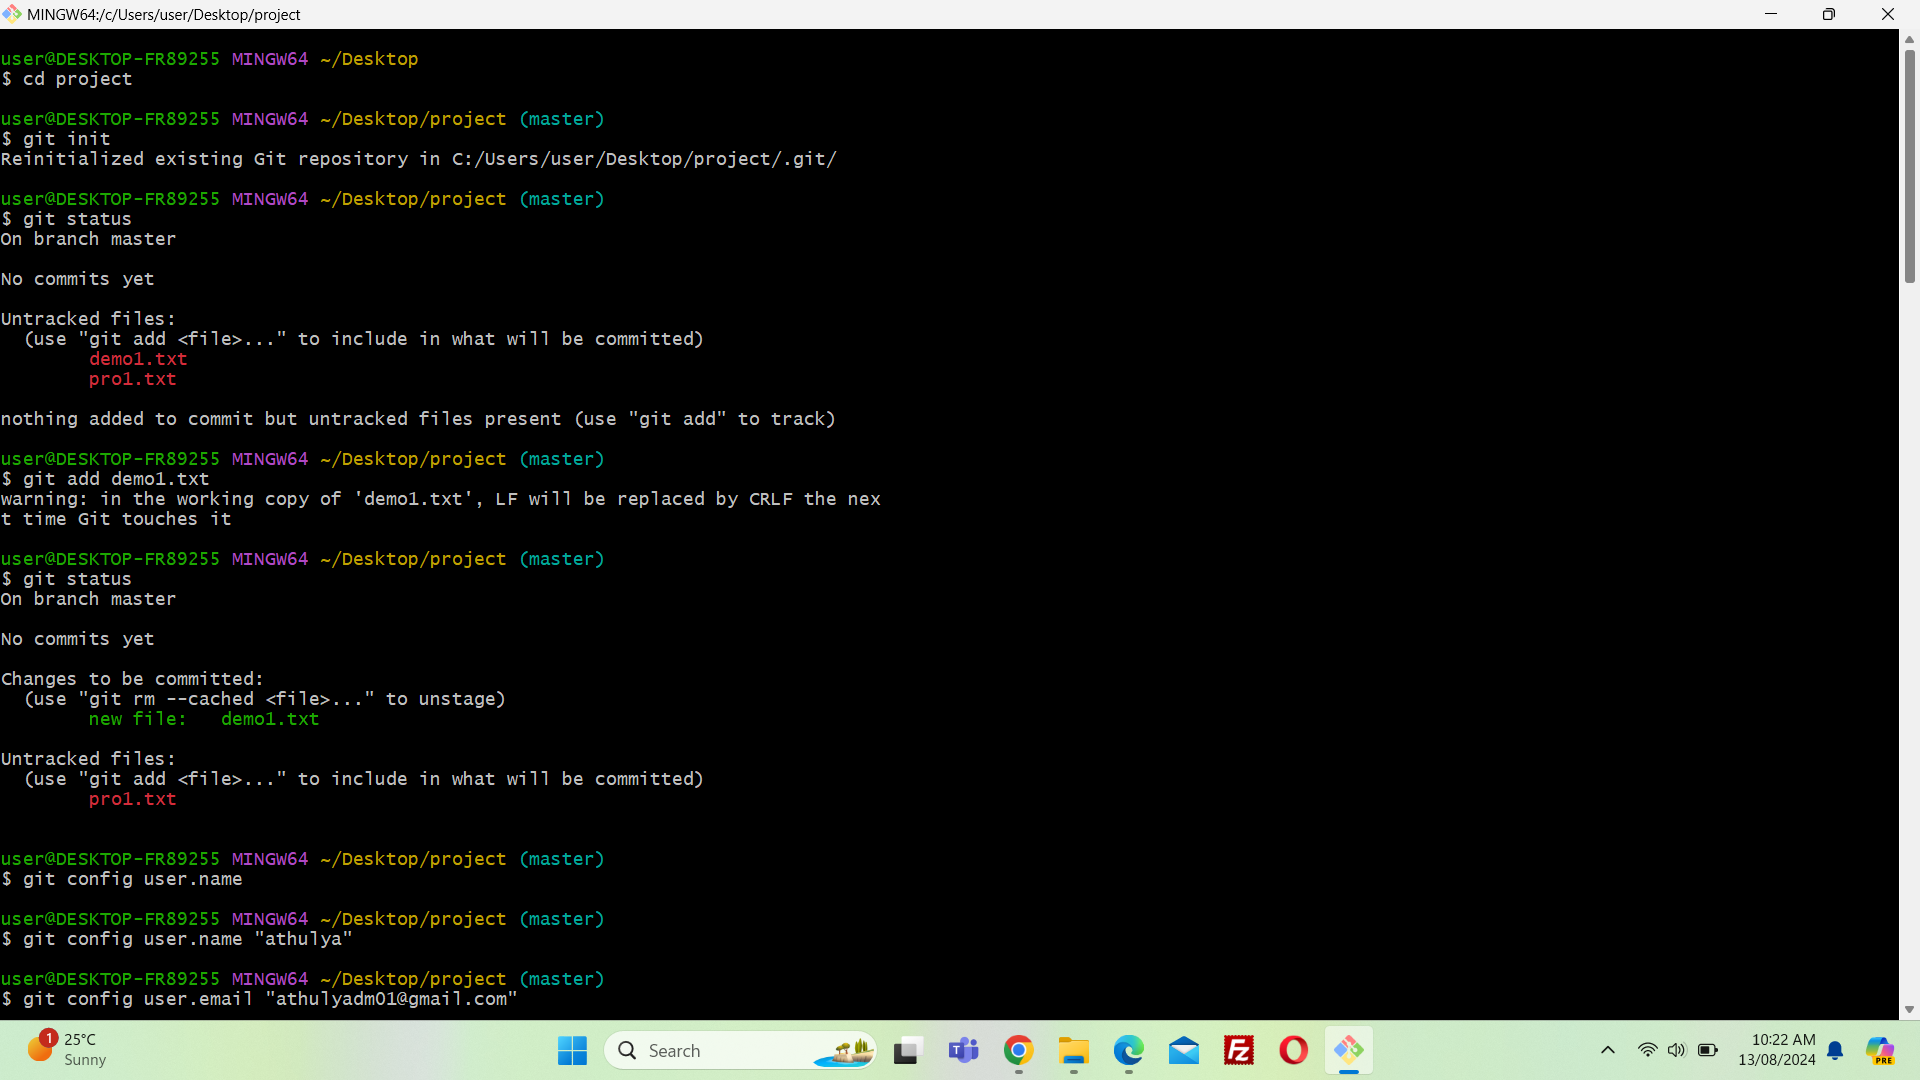 MINGW64:/c/Users/user/Desktop/project
user@DESKTOP-FR89255 MINGW64 ~/Desktop
$ cd project
user@DESKTOP-FR89255 MINGW64 ~/Desktop/project (master)
$ git init
Reinitialized existing Git repository in C:/Users/user/Desktop/project/.git/
user@DESKTOP-FR89255 MINGW64 ~/Desktop/project (master)
$ git status
On branch master
No commits yet
Untracked files:
  (use "git add <file>..." to include in what will be committed)
        demo1.txt
        pro1.txt
nothing added to commit but untracked files present (use "git add" to track)
user@DESKTOP-FR89255 MINGW64 ~/Desktop/project (master)
$ git add demo1.txt
warning: in the working copy of 'demo1.txt', LF will be replaced by CRLF the nex
t time Git touches it
user@DESKTOP-FR89255 MINGW64 ~/Desktop/project (master)
$ git status
On branch master
No commits yet
Changes to be committed:
  (use "git rm --cached <file>..." to unstage)
        new file:   demo1.txt
Untracked files:
  (use "git add <file>..." to include in what will be committed)
        pro1.txt
user@DESKTOP-FR89255 MINGW64 ~/Desktop/project (master)
$ git config user.name
user@DESKTOP-FR89255 MINGW64 ~/Desktop/project (master)
$ git config user.name "athulya"
user@DESKTOP-FR89255 MINGW64 ~/Desktop/project (master)
$ git config user.email "athulyadm01@gmail.com"
1
25°C
Sunny
Search
Fz
PRE
10:22 AM
13/08/2024